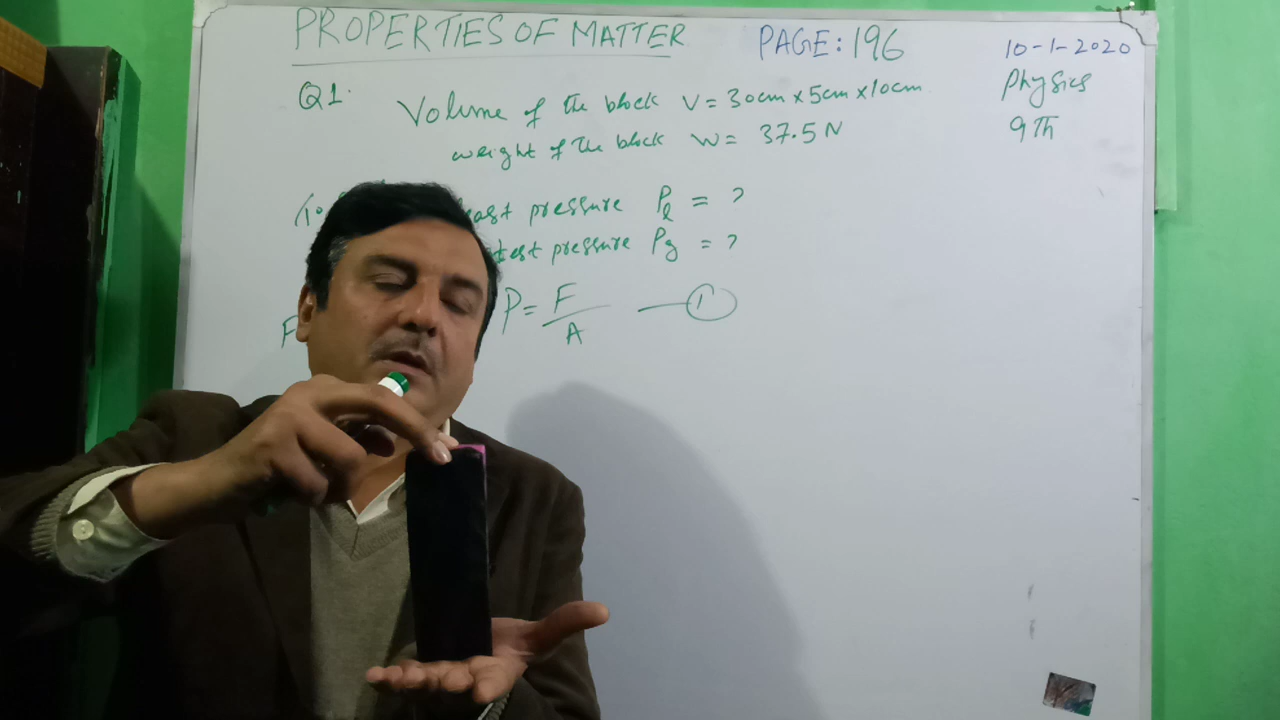 PROPERTIES OF MATTER PAGE: 196
10-1-2020
Physics
9Th
Q1. Volume of the block V = 30cm x 5cm x 10cm
weight of the block w = 37.5 N
To pressure Pl = ?
pressure Pg = ?
P = F/A — 1